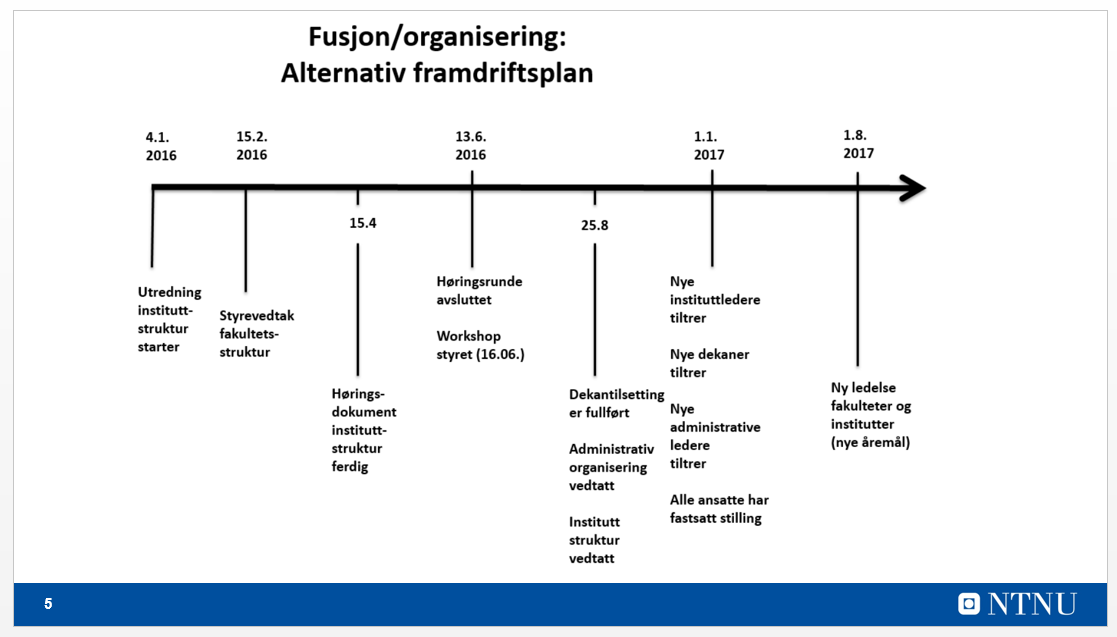 Fusjon/organisering:
Alternativ framdriftsplan
4.1.
2016
15.2.
2016
13.6.
2016
1.1.
2017
1.8.
2017
15.4
25.8
Utredning
institutt-
struktur
starter
Styrevedtak
fakultets-
struktur
Hørings-
dokument
institutt-
struktur
ferdig
Høringsrunde
avsluttet
Workshop
styret (16.06.)
Dekantilsetting
er fullført
Administrativ
organisering
vedtatt
Institutt
struktur
vedtatt
Nye
instituttledere
tiltrer
Nye dekaner
tiltrer
Nye
administrative
ledere
tiltrer
Alle ansatte har
fastsatt stilling
Ny ledelse
fakulteter og
institutter
(nye åremål)
5
NTNU